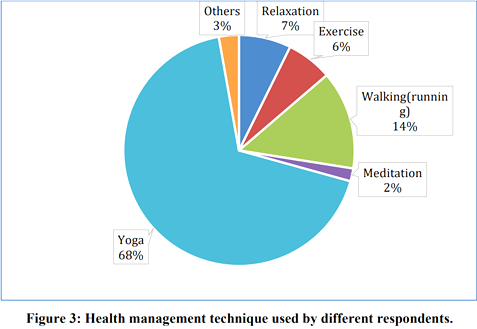 Others
3%
Relaxation
7%
Exercise
6%
Walking(runnin
g)
14%
Meditation
2%
Yoga
68%
Figure 3: Health management technique used by different respondents.